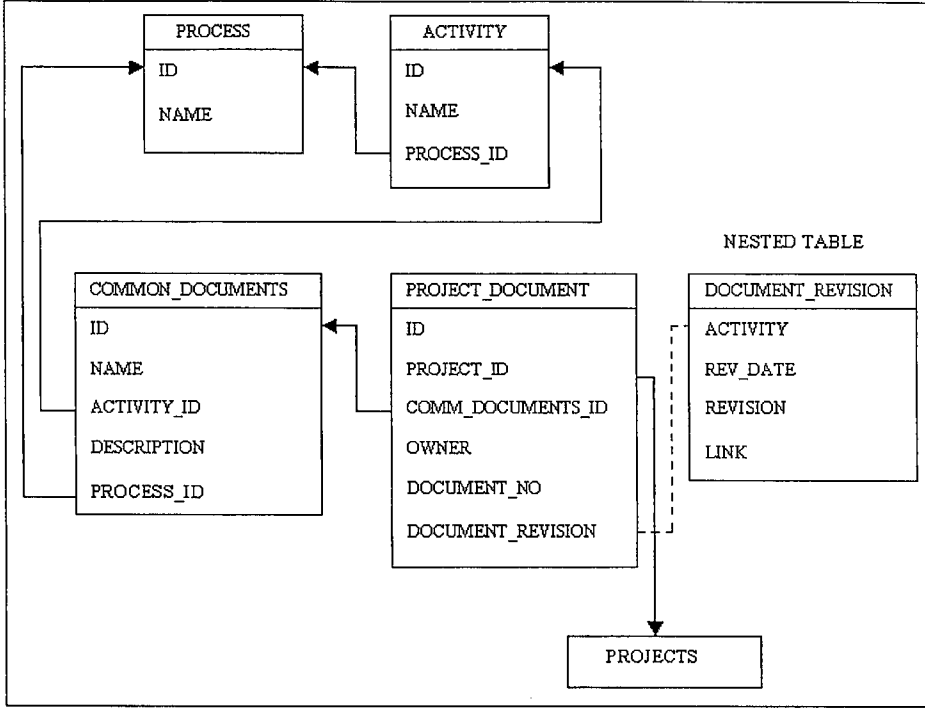 PROCESS
ID
NAME
ACTIVITY
ID
NAME
PROCESS_ID
NESTED TABLE
COMMON_DOCUMENTS
ID
NAME
ACTIVITY_ID
DESCRIPTION
PROCESS_ID
PROJECT_DOCUMENT
ID
PROJECT_ID
COMM_DOCUMENTS_ID
OWNER
DOCUMENT_NO
DOCUMENT_REVISION
DOCUMENT_REVISION
ACTIVITY
REV_DATE
REVISION
LINK
PROJECTS